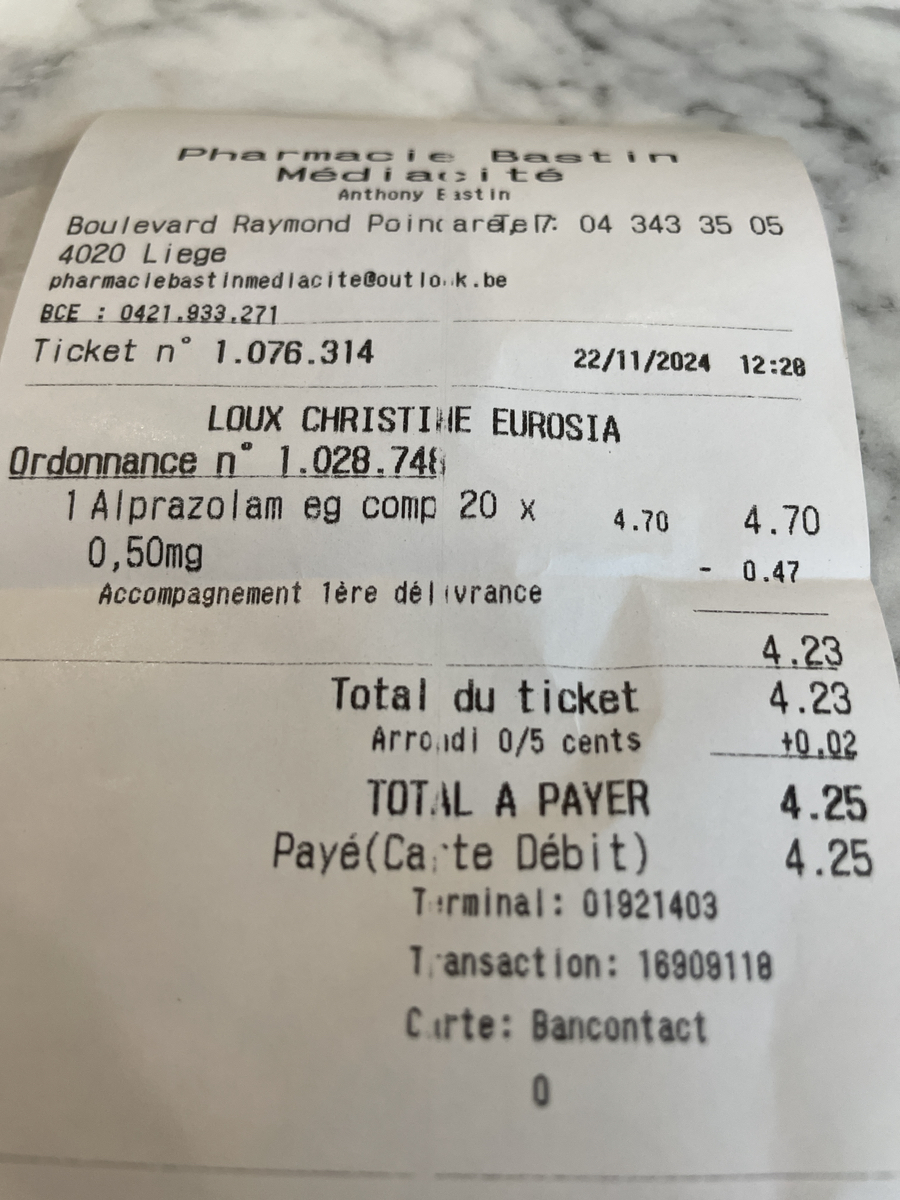 Pharmacie Bastin
Médiacité
Anthony Bastin
Boulevard Raymond Poincaré 7 Tel: 04 343 35 05
4020 Liege
pharmaciebastinmediacite@outlook.be
BCE : 0421.933.271
Ticket n° 1.076.314 22/11/2024 12:28
LOUX CHRISTINE EUROSIA
Ordonnance n°
1 Alprazolam eg comp 20 x 4.70 4.70
0,50mg - 0.47
Accompagnement 1ère délivrance
4.23
Total du ticket 4.23
Arrondi 0/5 cents +0.02
TOTAL A PAYER 4.25
Payé(Carte Débit) 4.25
Terminal: 01921403
Transaction: 16909118
Carte: Bancontact
0